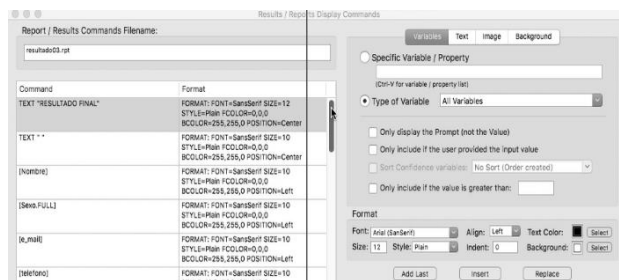 Results / Reports Display Commands
Report / Results Commands Filename:
resultado03.rpt
Command Format
TEXT "RESULTADO FINAL" FORMAT: FONT=SansSerif SIZE=12
STYLE=Plain FCOLOR=0,0,0
BCOLOR=255,255,0 POSITION=Center
TEXT " " FORMAT: FONT=SansSerif SIZE=10
STYLE=Plain FCOLOR=0,0,0
BCOLOR=255,255,0 POSITION=Center
[Nombre] FORMAT: FONT=SansSerif SIZE=10
STYLE=Plain FCOLOR=0,0,0
BCOLOR=255,255,0 POSITION=Left
[Sexo.FULL] FORMAT: FONT=SansSerif SIZE=10
STYLE=Plain FCOLOR=0,0,0
BCOLOR=255,255,0 POSITION=Left
[e_mail] FORMAT: FONT=SansSerif SIZE=10
STYLE=Plain FCOLOR=0,0,0
BCOLOR=255,255,0 POSITION=Left
[telefono] FORMAT: FONT=SansSerif SIZE=10
Variables Text Image Background
Specific Variable / Property
(Ctrl-V for variable / property list)
Type of Variable All Variables
Only display the Prompt (not the Value)
Only include if the user provided the input value
Sort Confidence variables: No Sort (Order created)
Only include if the value is greater than:
Format
Font: Arial (SanSerif) Align: Left Text Color: Select
Size: 12 Style: Plain Indent: 0 Background: Select
Add Last Insert Replace